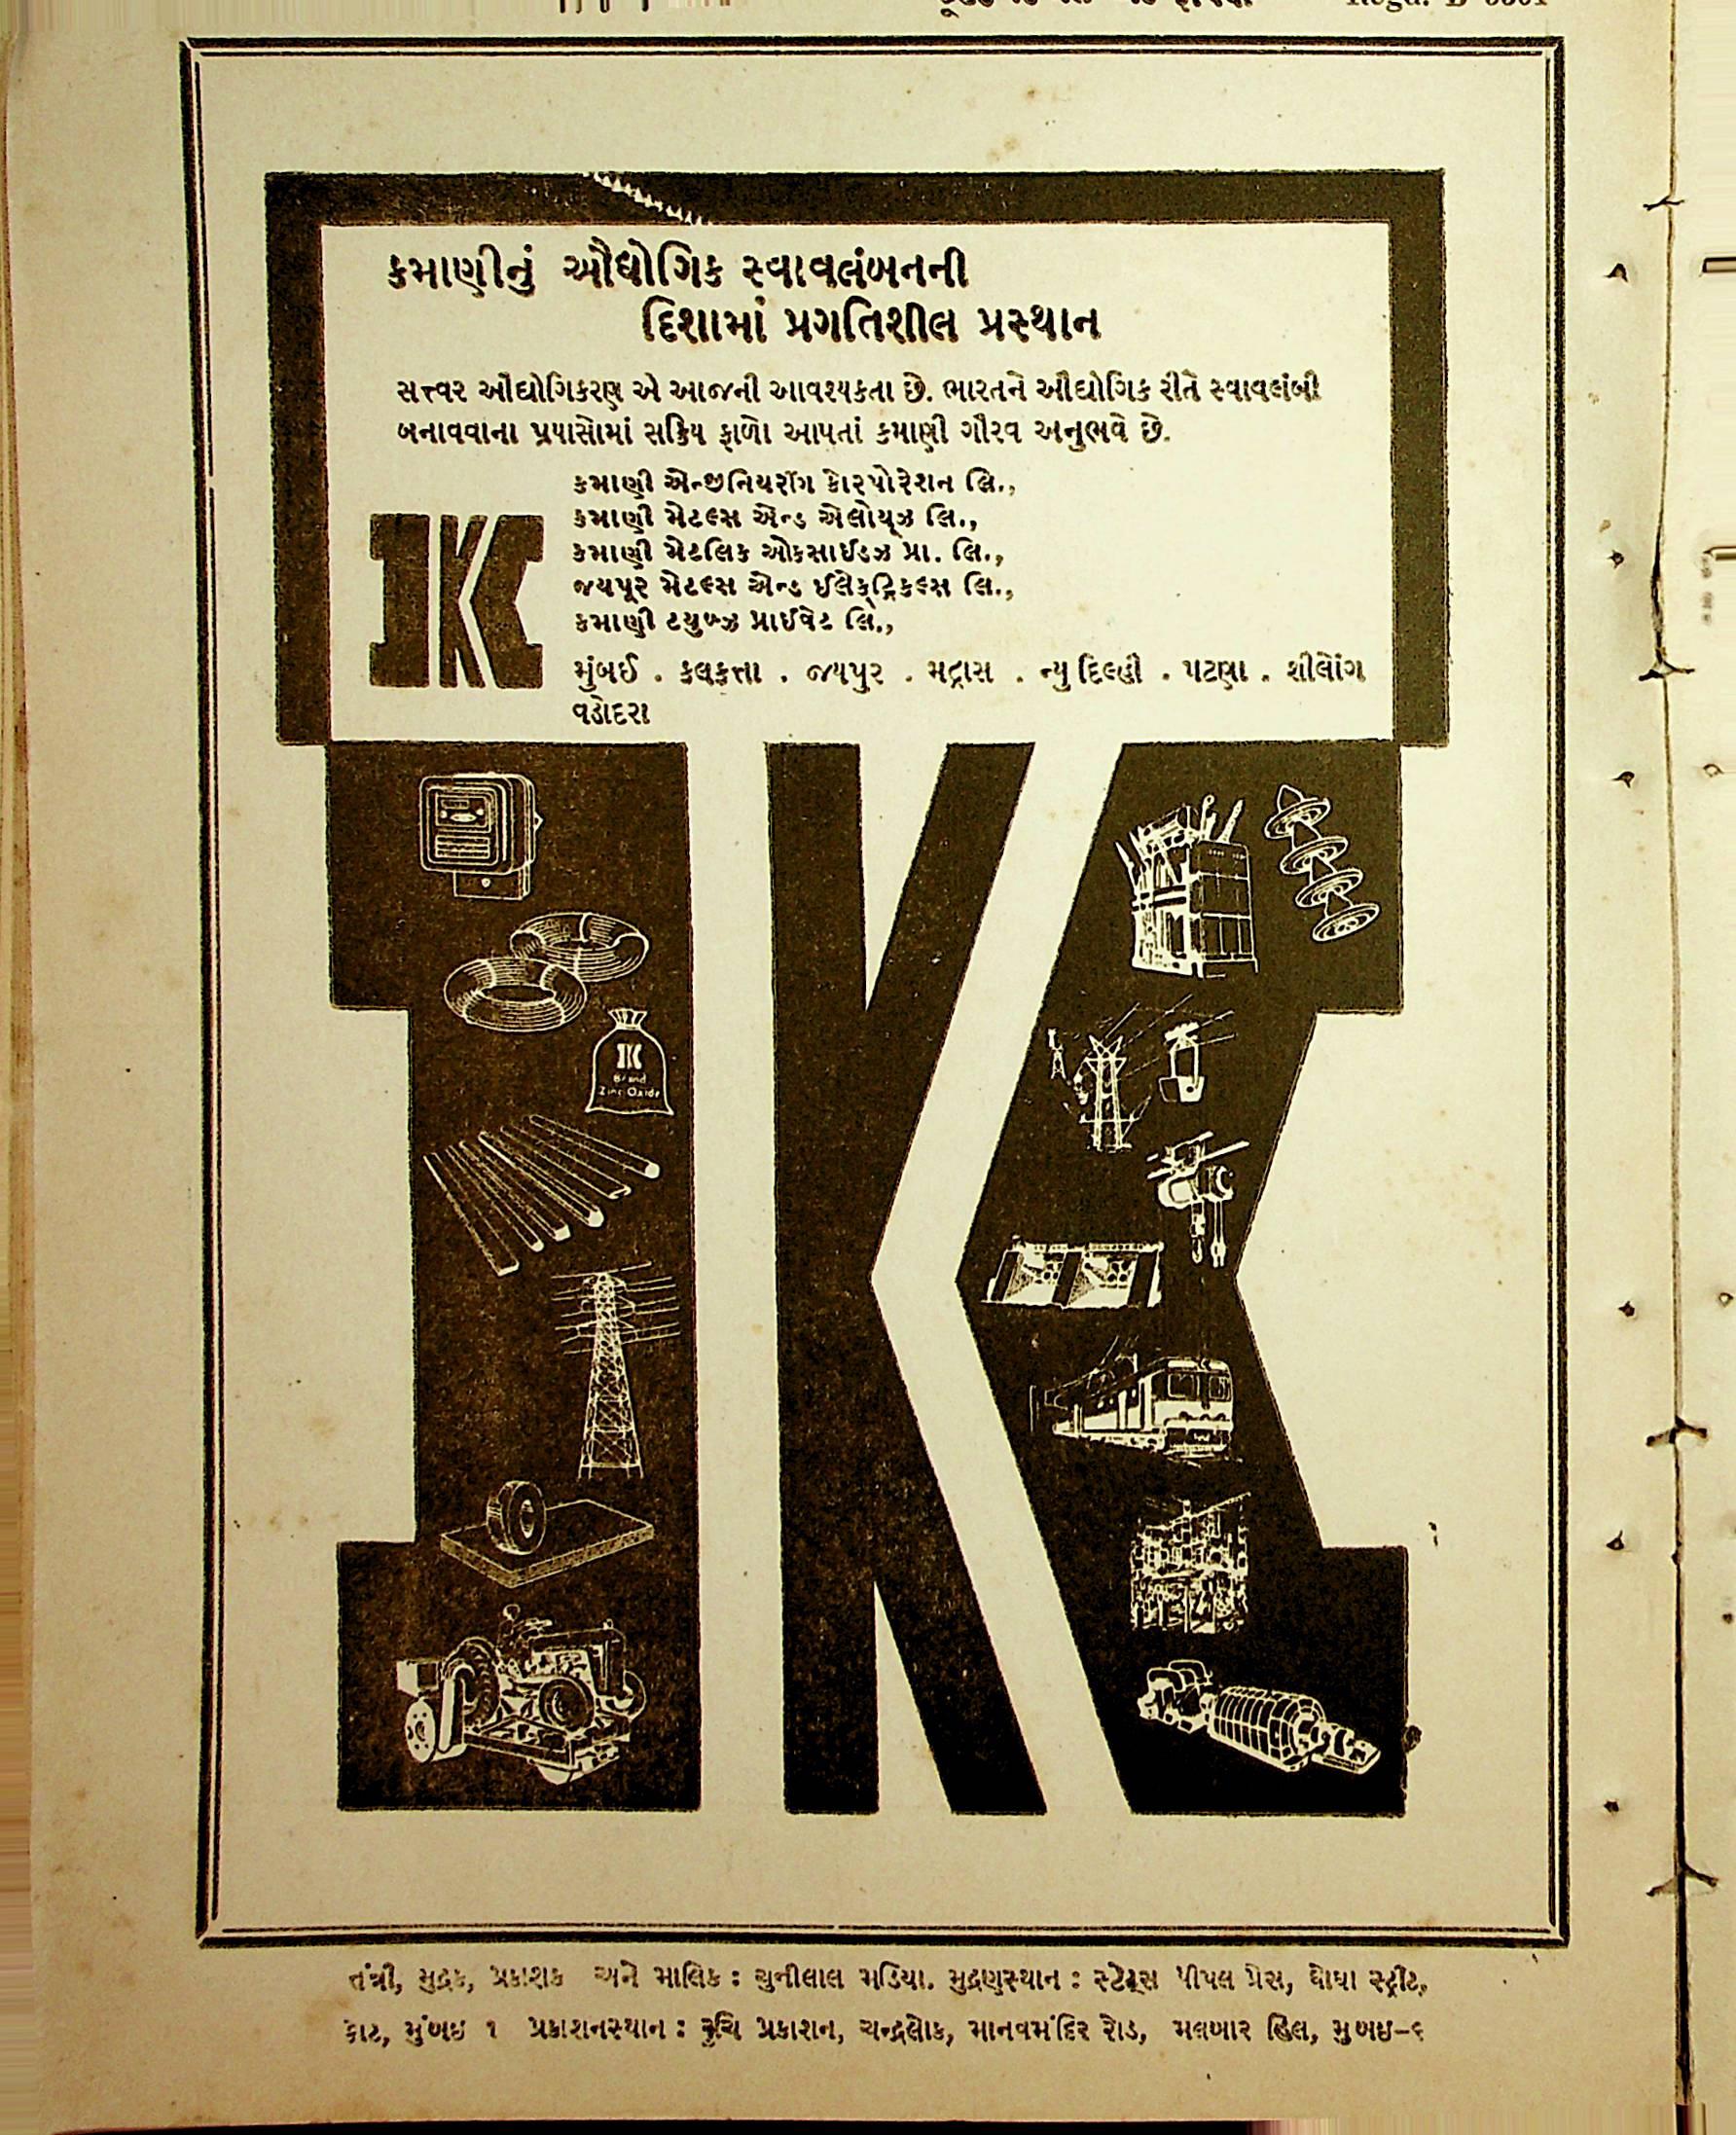 કમાણીનું ઔદ્યોગિક સ્વાવલંબનની
દિશામાં પ્રગતિશીલ પ્રસ્થાન
સત્ત્વર ઔદ્યોગિકરણ એ આજની આવશ્યકતા છે. ભારતને ઔદ્યોગિક રીતે સ્વાવલંબી
બનાવવાના પ્રયાસોમાં સક્રિય ફાળો આપતાં કમાણી ગૌરવ અનુભવે છે.
કમાણી એન્જીનિયરીંગ કોરપોરેશન લિ.,
કમાણી મેટલ્સ એન્ડ એલોયૂઝ લિ.,
કમાણી મેટલિક ઓકસાઈડઝ પ્રા. લિ.,
જયપૂર મેટલ્સ એન્ડ ઈલેક્ટ્રિકલ્સ લિ.,
કમાણી ટયુબ્ઝ પ્રાઈવેટ લિ.,
મુંબઈ . કલકત્તા . જયપુર . મદ્રાસ . ન્યુ દિલ્હી . પટણા . શીલોંગ
વડોદરા
Brand
Zinc Oxide
તંત્રી, મુદ્રક, પ્રકાશક અને માલિક : ચુનીલાલ મડિયા. મુદ્રણસ્થાન : સ્ટેટ્સ પીપલ પ્રેસ, ઘોઘા સ્ટ્રીટ,
કાટ, મુંબઇ ૧ પ્રકાશનસ્થાન : રુચિ પ્રકાશન, ચન્દ્રલોક, માનવમંદિર રોડ, મલબાર હિલ, મુબઇ–૬